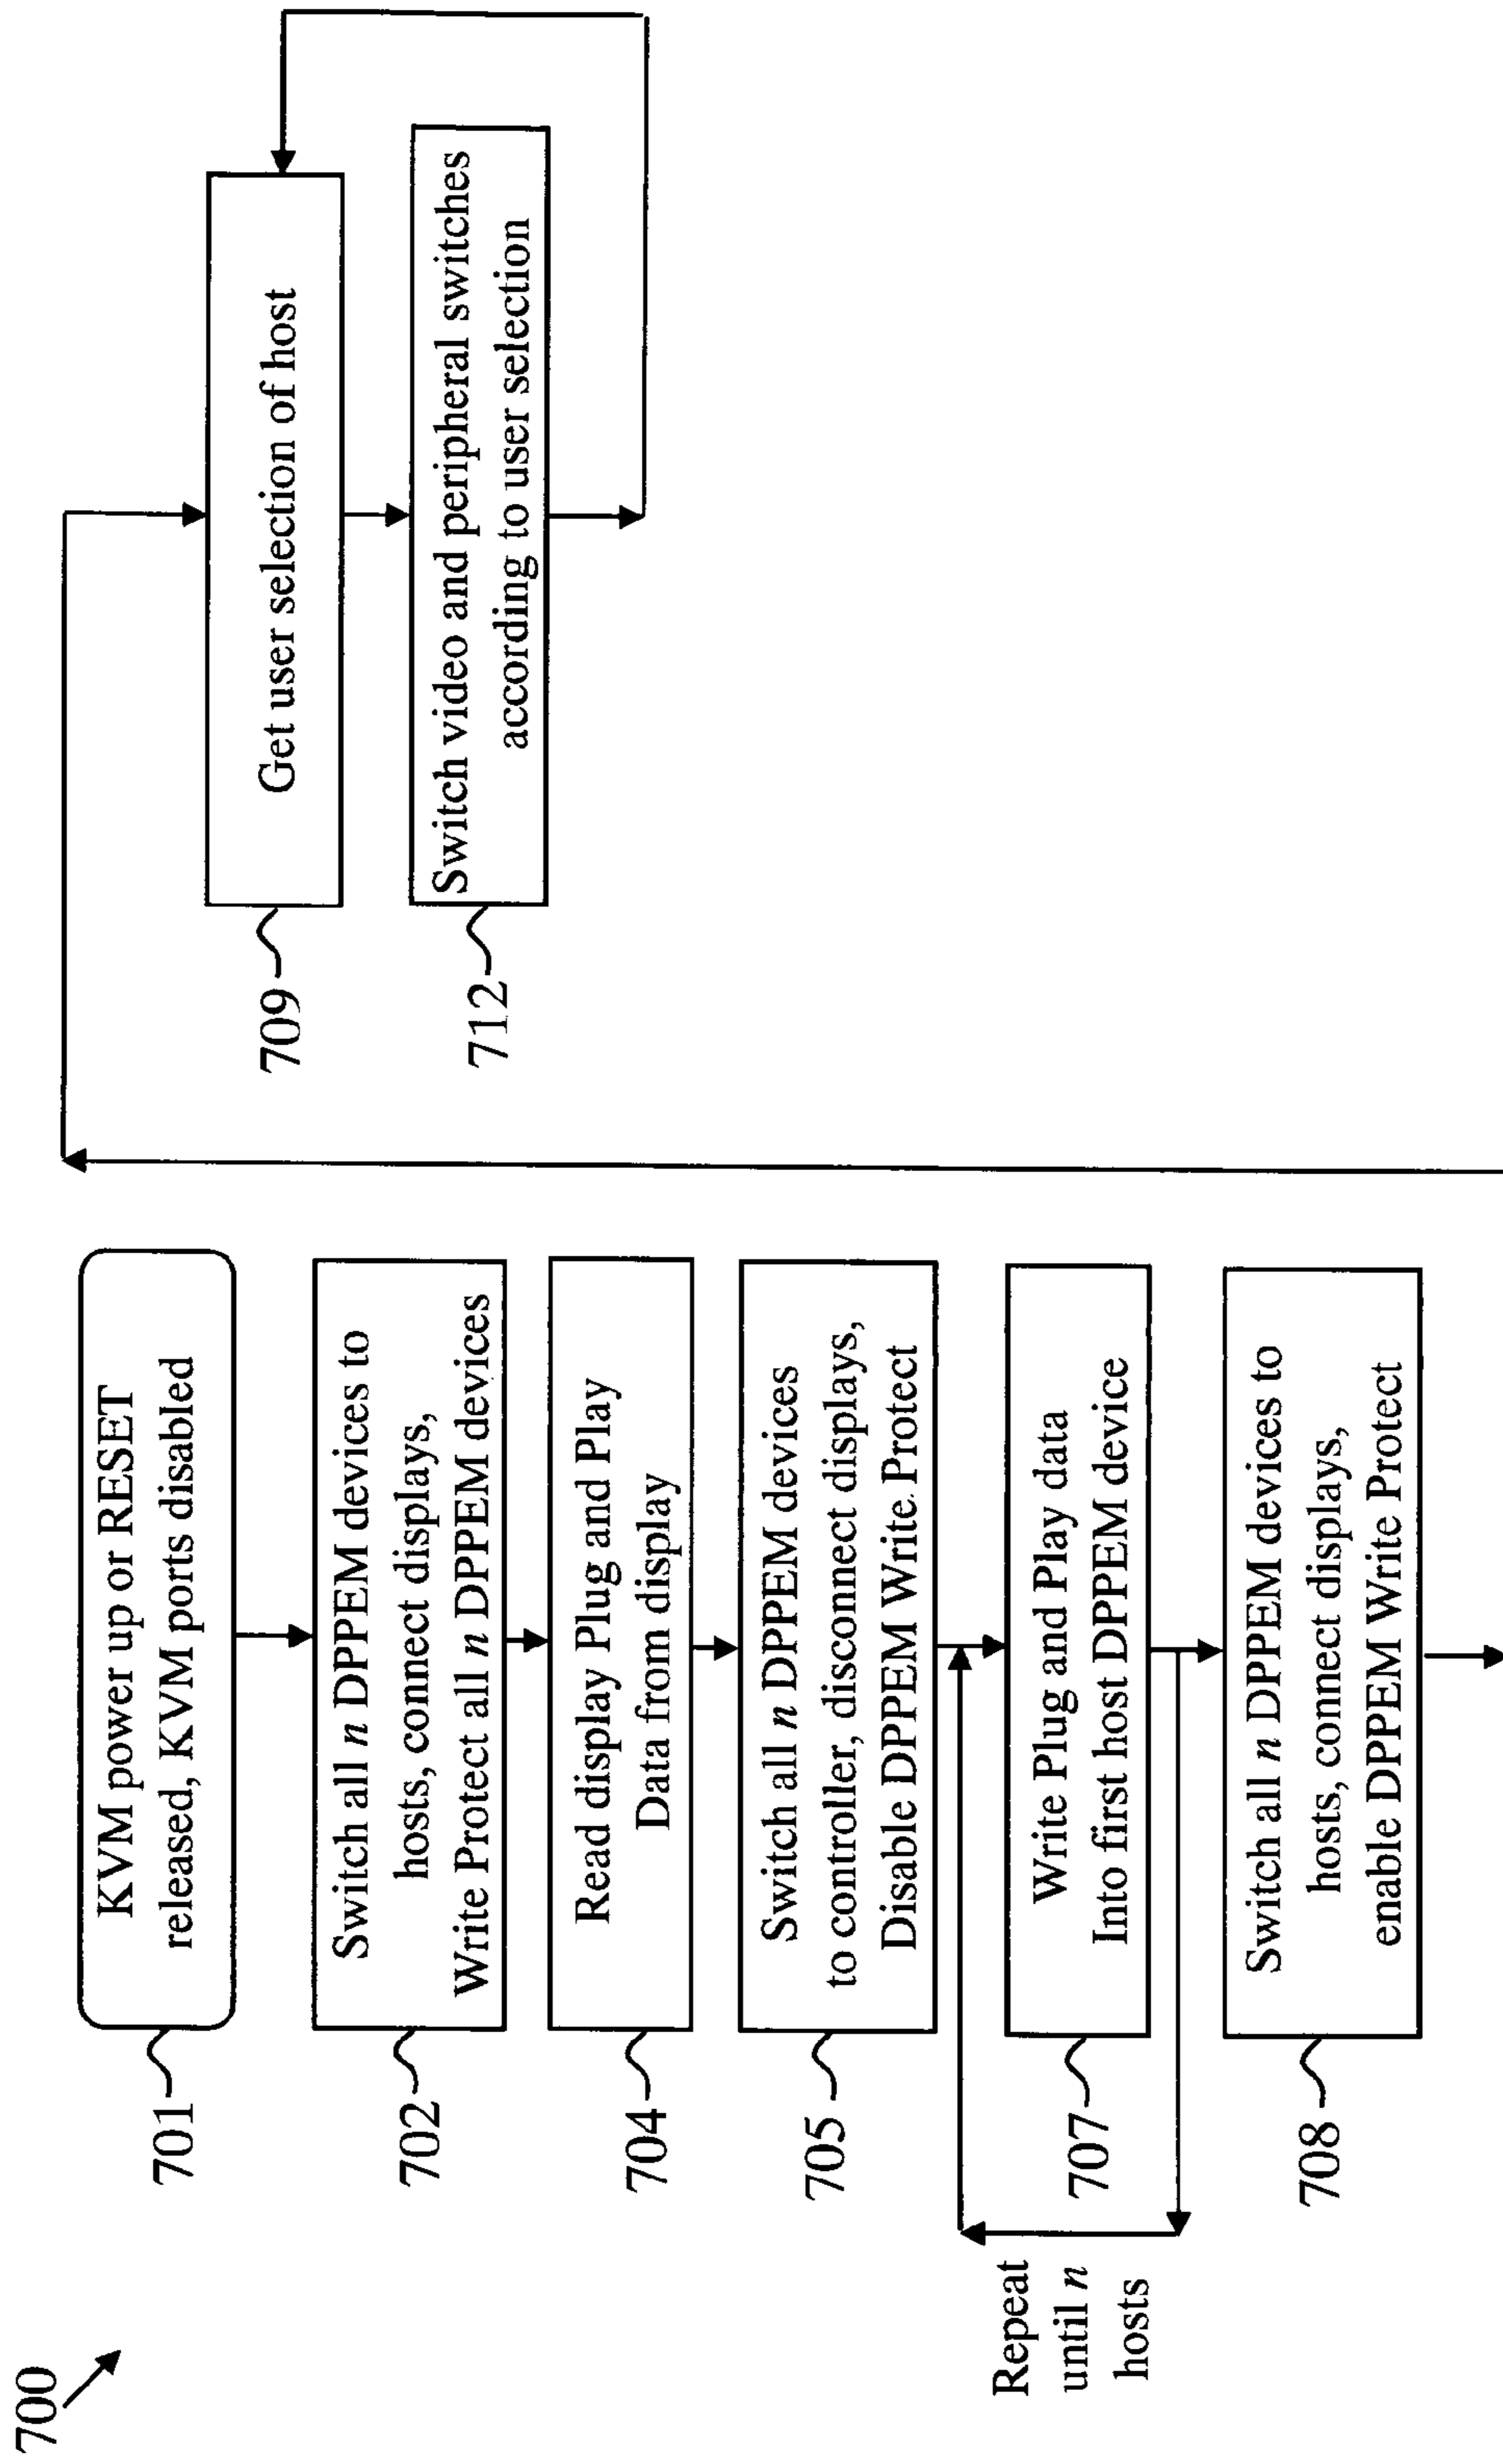 700
701
KVM power up or RESET
released, KVM ports disabled
702
Switch all n DPPEM devices to
hosts, connect displays,
Write Protect all n DPPEM devices
704
Read display Plug and Play
Data from display
705
Switch all n DPPEM devices
to controller, disconnect displays,
Disable DPPEM Write Protect
Repeat
until n
hosts
707
Write Plug and Play data
Into first host DPPEM device
708
Switch all n DPPEM devices to
hosts, connect displays,
enable DPPEM Write Protect
709
Get user selection of host
712
Switch video and peripheral switches
according to user selection